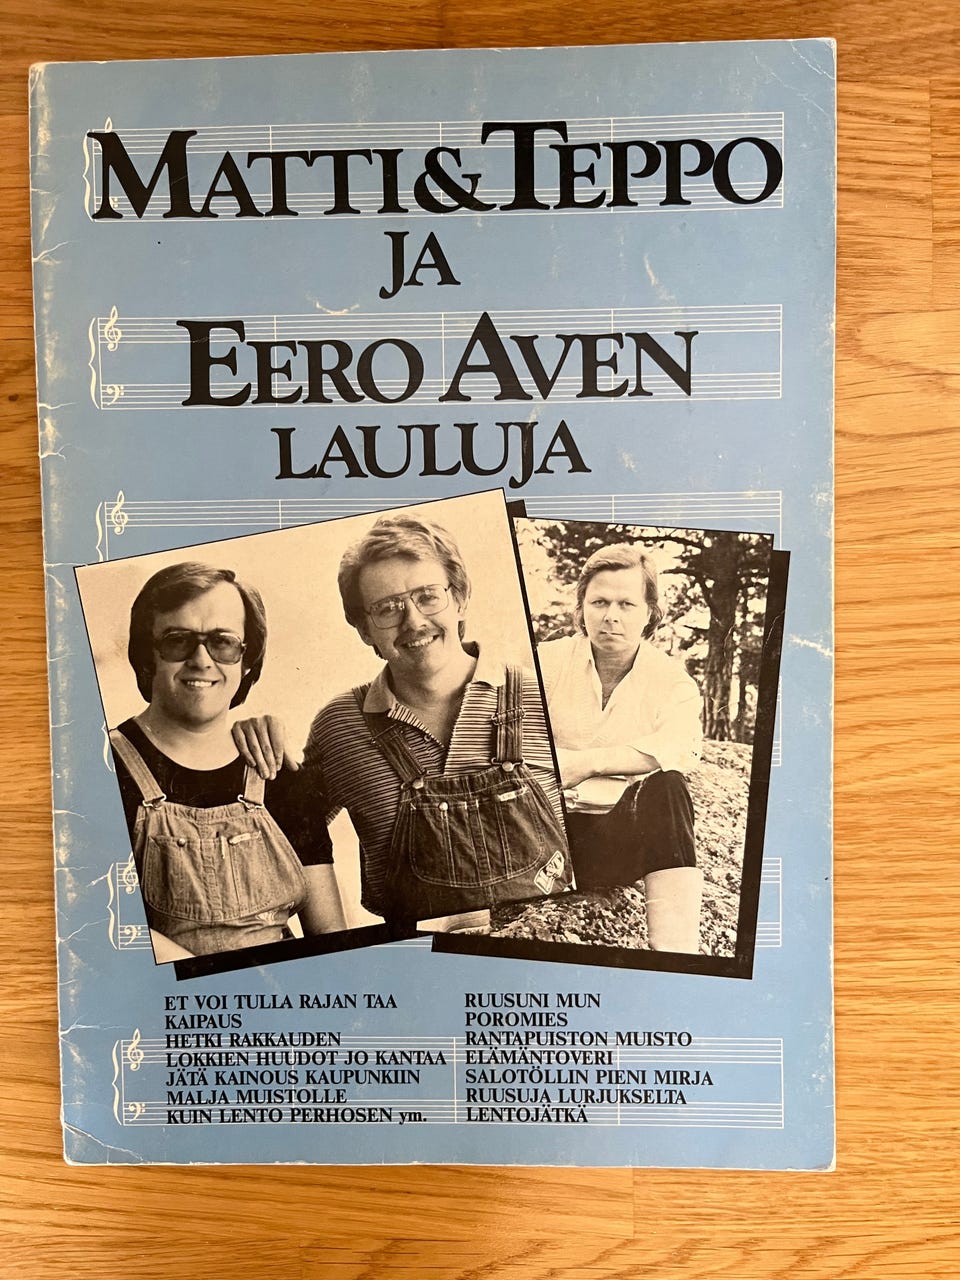 MATTI & TEPPO
JA
EERO AVEN
LAULUJA
ET VOI TULLA RAJAN TAA
KAIPAUS
HETKI RAKKAUDEN
LOKKIEN HUUDOT JO KANTAA
JÄTÄ KAINOUS KAUPUNKIIN
MALJA MUISTOLLE
KUIN LENTO PERHOSEN ym.
RUUSUNI MUN
POROMIES
RANTAPUISTON MUISTO
ELÄMÄNTOVERI
SALOTÖLLIN PIENI MIRJA
RUUSUJA LURJUKSELTA
LENTOJÄTKÄ